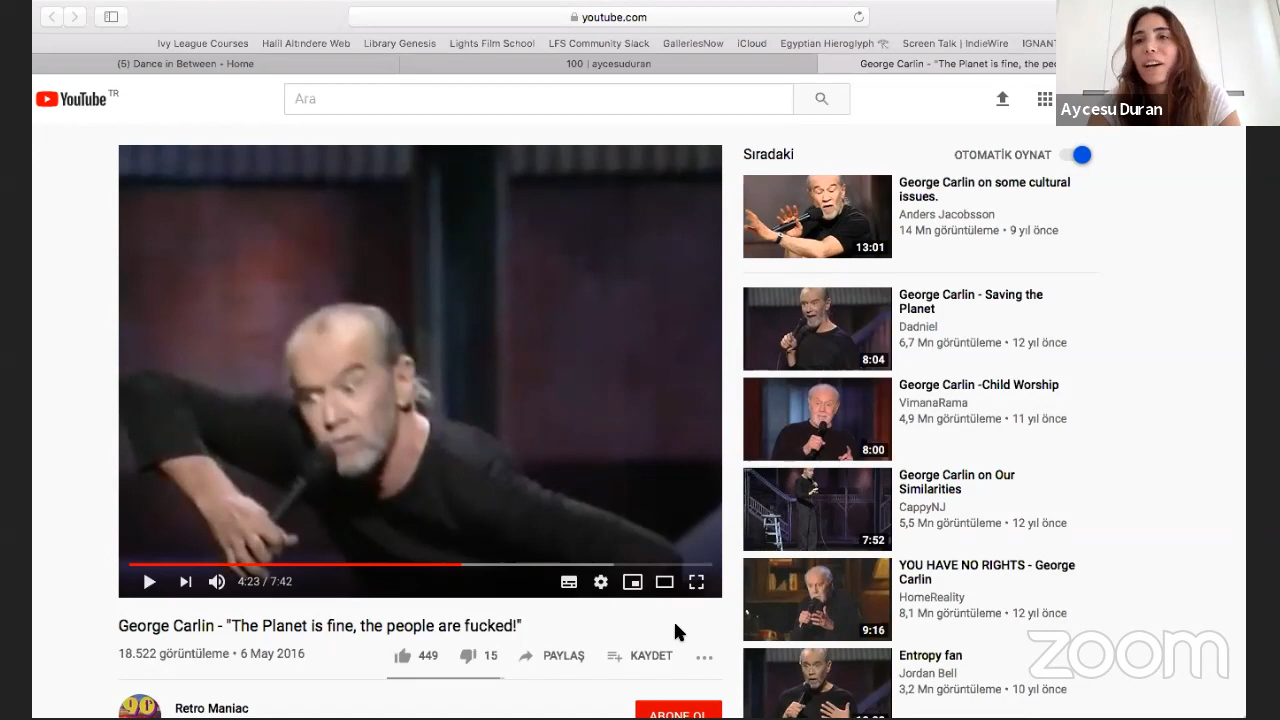 youtube.com
Ivy League Courses
Halil Altındere Web
Library Genesis
Lights Film School
LFS Community Slack
GalleriesNow
iCloud
Egyptian Hieroglyph
Screen Talk | IndieWire
IGNANT
(5) Dance in Between - Home
100 | aycesuduran
George Carlin - "The Planet is fine, the
Aycesu Duran
YouTube TR
Ara
Sıradaki
OTOMATİK OYNAT
George Carlin on some cultural
issues.
Anders Jacobsson
14 Mn görüntüleme • 9 yıl önce
13:01
George Carlin - Saving the
Planet
Dadniel
6,7 Mn görüntüleme • 12 yıl önce
8:04
George Carlin -Child Worship
VimanaRama
4,9 Mn görüntüleme • 11 yıl önce
8:00
George Carlin on Our
Similarities
CappyNJ
5,5 Mn görüntüleme • 12 yıl önce
7:52
YOU HAVE NO RIGHTS - George
Carlin
HomeReality
8,1 Mn görüntüleme • 12 yıl önce
9:16
Entropy fan
Jordan Bell
3,2 Mn görüntüleme • 10 yıl önce
4:23 / 7:42
George Carlin - "The Planet is fine, the people are fucked!"
18.522 görüntüleme • 6 May 2016
449
15
PAYLAŞ
KAYDET
90's
Retro Maniac
ABONE OL
zoom